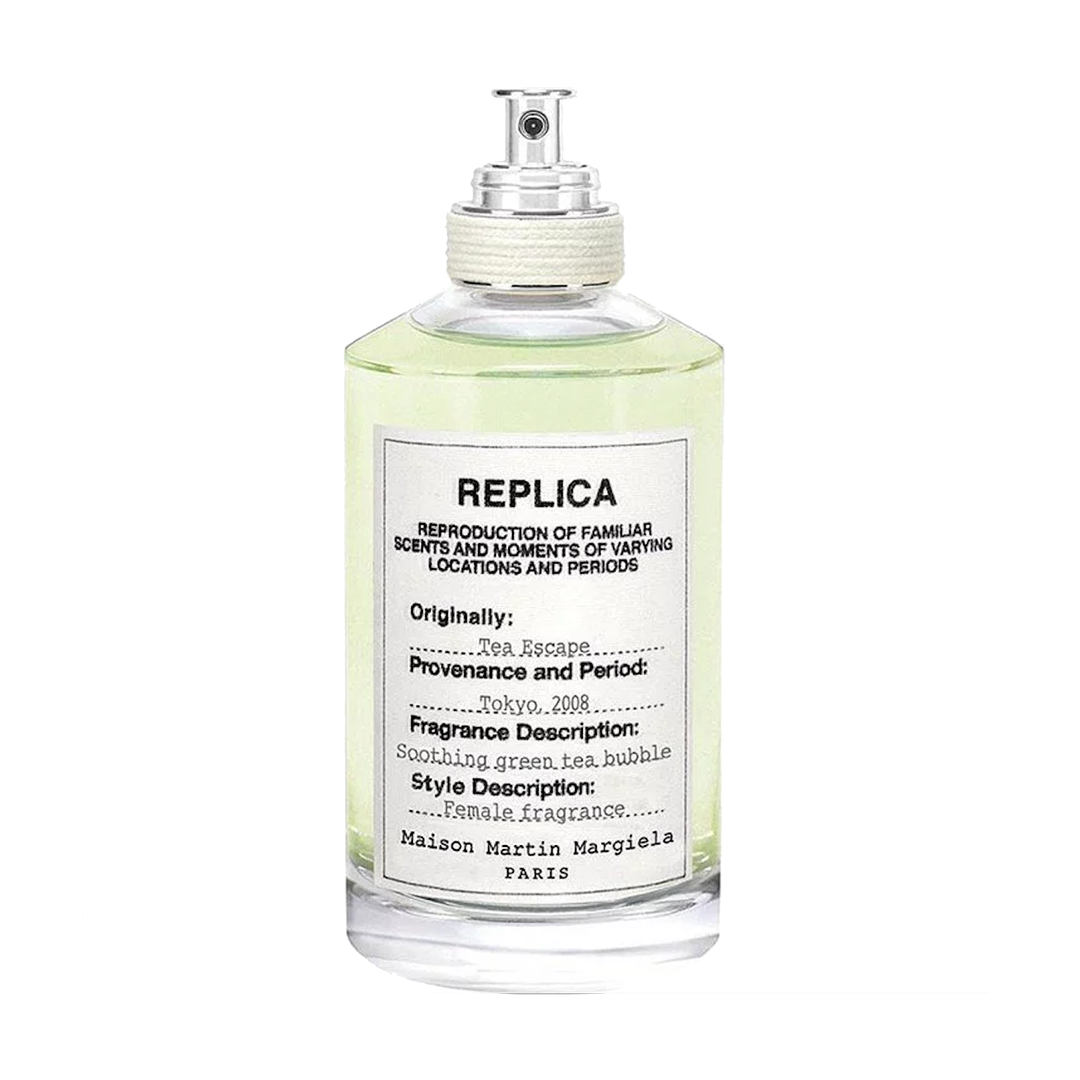 REPLICA
REPRODUCTION OF FAMILIAR
SCENTS AND MOMENTS OF VARYING
LOCATIONS AND PERIODS
Originally:
Tea Escape
Provenance and Period:
Tokyo, 2008
Fragrance Description:
Soothing green tea bubble
Style Description:
Female fragrance
Maison Martin Margiela
PARIS